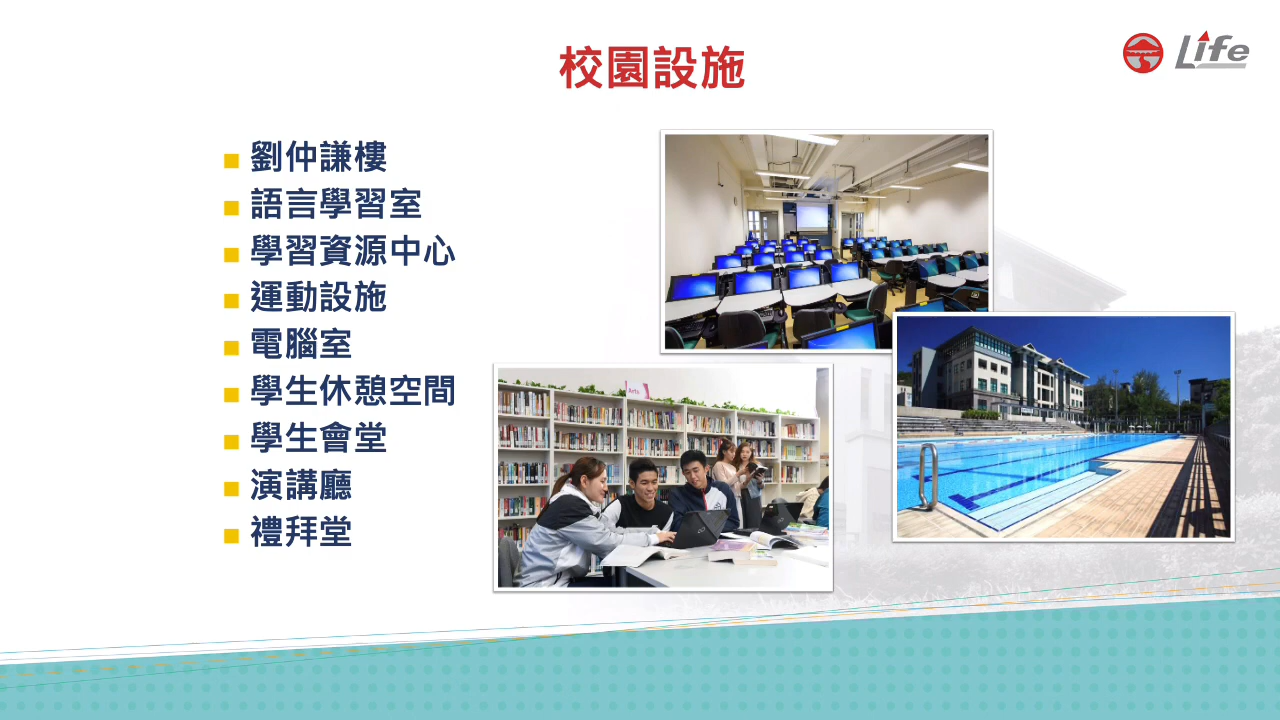 校園設施
Life
劉仲謙樓
語言學習室
學習資源中心
運動設施
電腦室
學生休憩空間
學生會堂
演講廳
禮拜堂
Arts